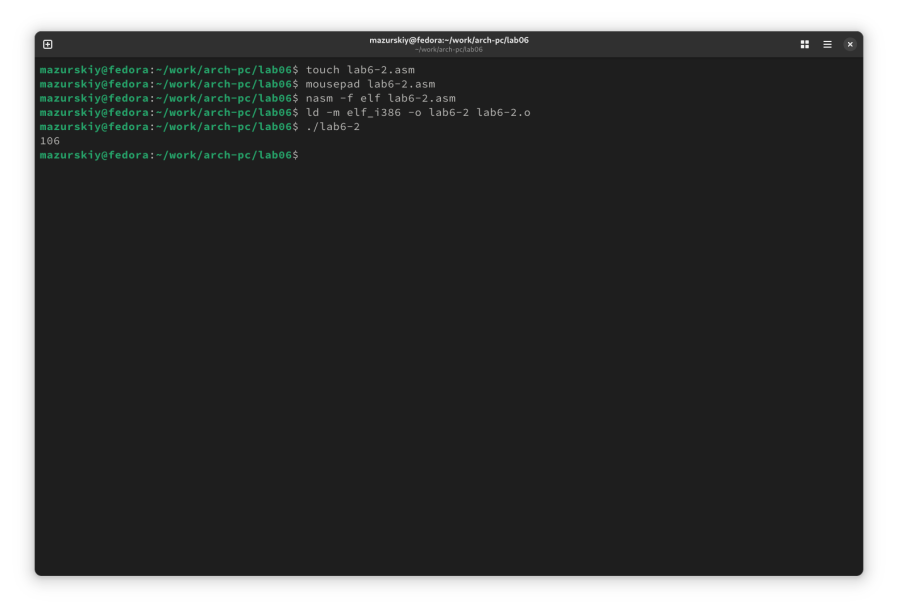 mazurskiy@fedora:~/work/arch-pc/lab06
~/work/arch-pc/lab06
mazurskiy@fedora:~/work/arch-pc/lab06$ touch lab6-2.asm
mazurskiy@fedora:~/work/arch-pc/lab06$ mousepad lab6-2.asm
mazurskiy@fedora:~/work/arch-pc/lab06$ nasm -f elf lab6-2.asm
mazurskiy@fedora:~/work/arch-pc/lab06$ ld -m elf_i386 -o lab6-2 lab6-2.o
mazurskiy@fedora:~/work/arch-pc/lab06$ ./lab6-2
106
mazurskiy@fedora:~/work/arch-pc/lab06$